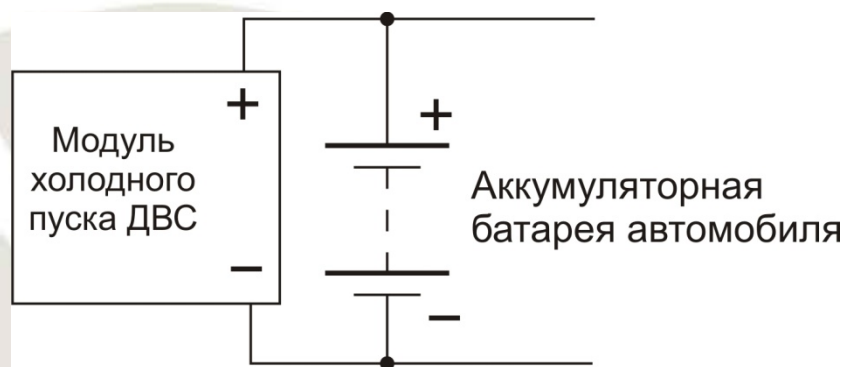 +
Модуль
холодного
пуска ДВС
−
+
Аккумуляторная
батарея автомобиля
−